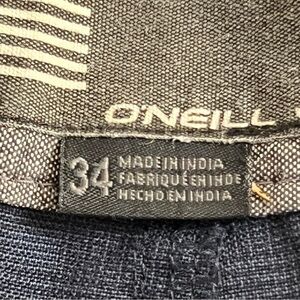 O'NEILL
34
MADE IN INDIA
FABRIQUÉ EN INDE
HECHO EN INDIA